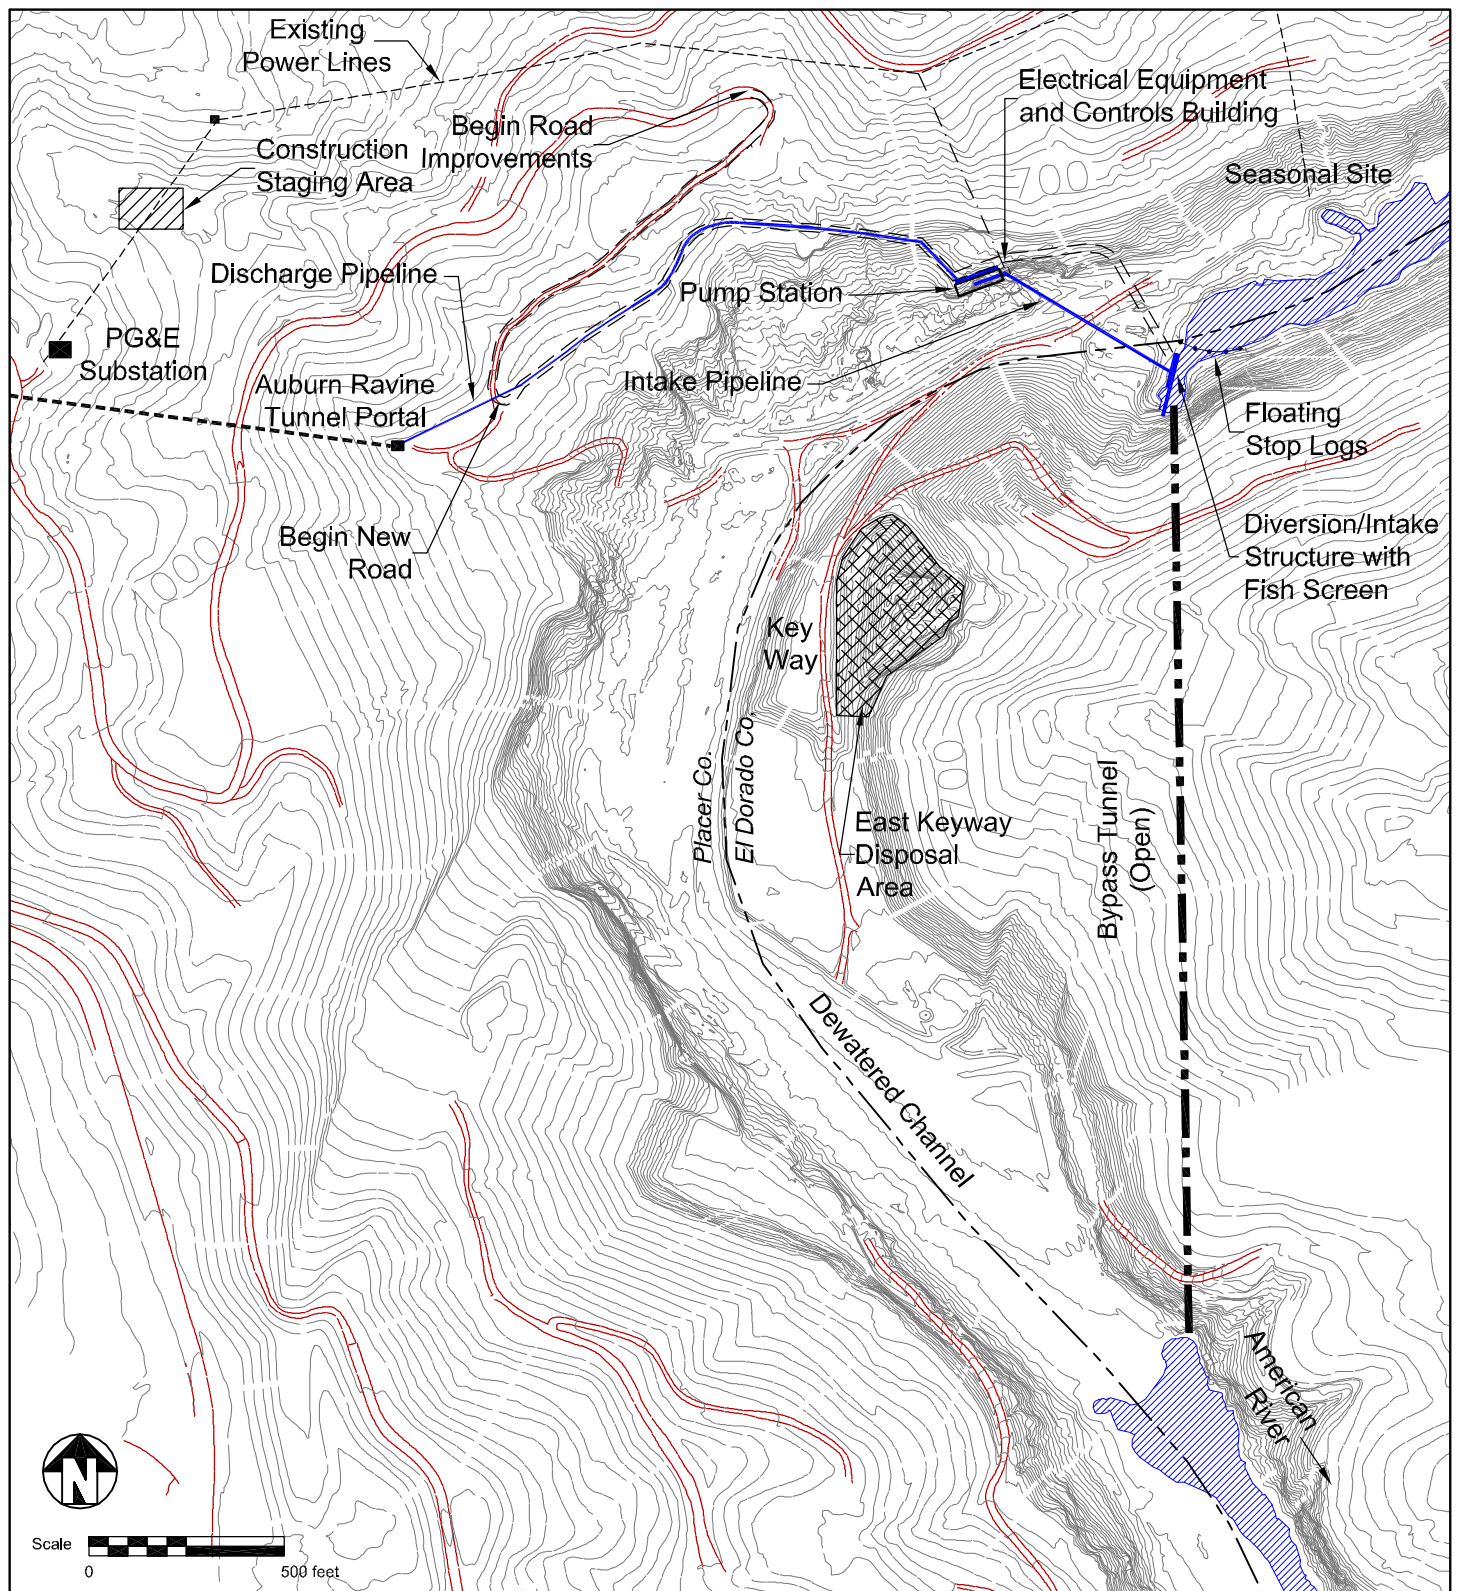 Existing
Power Lines
Electrical Equipment
and Controls Building
Begin Road
Improvements
Construction
Staging Area
700
Seasonal Site
Discharge Pipeline
Pump Station
PG&E
Substation
Auburn Ravine
Tunnel Portal
Intake Pipeline
Floating
Stop Logs
Begin New
Road
Diversion/Intake
Structure with
Fish Screen
Key
Way
Placer Co.
El Dorado Co.
East Keyway
Disposal
Area
Bypass Tunnel
(Open)
Dewatered Channel
American
River
N
Scale
0
500 feet